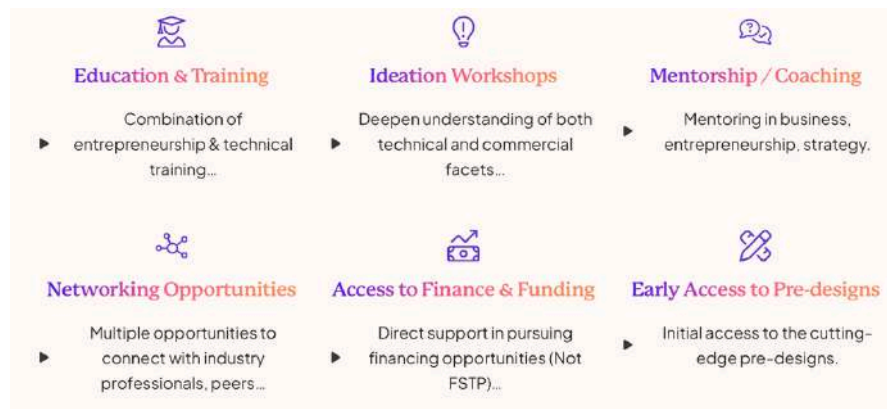 Education & Training
Ideation Workshops
Mentorship / Coaching
Combination of
entrepreneurship & technical
training...
Deepen understanding of both
technical and commercial
facets...
Mentoring in business,
entrepreneurship, strategy.
Networking Opportunities
Access to Finance & Funding
Early Access to Pre-designs
Multiple opportunities to
connect with industry
professionals, peers...
Direct support in pursuing
financing opportunities (Not
FSTP)...
Initial access to the cutting-
edge pre-designs.